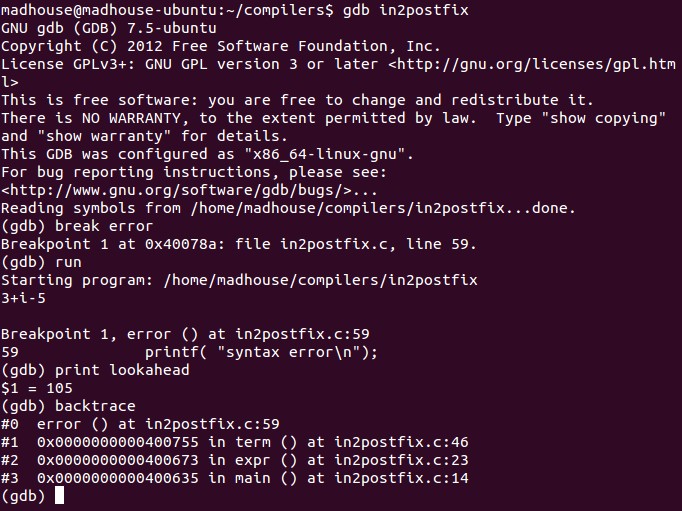 madhouse@madhouse-ubuntu:~/compilers$ gdb in2postfix
GNU gdb (GDB) 7.5-ubuntu
Copyright (C) 2012 Free Software Foundation, Inc.
License GPLv3+: GNU GPL version 3 or later <http://gnu.org/licenses/gpl.htm
l>
This is free software: you are free to change and redistribute it.
There is NO WARRANTY, to the extent permitted by law.  Type "show copying"
and "show warranty" for details.
This GDB was configured as "x86_64-linux-gnu".
For bug reporting instructions, please see:
<http://www.gnu.org/software/gdb/bugs/>...
Reading symbols from /home/madhouse/compilers/in2postfix...done.
(gdb) break error
Breakpoint 1 at 0x40078a: file in2postfix.c, line 59.
(gdb) run
Starting program: /home/madhouse/compilers/in2postfix
3+i-5

Breakpoint 1, error () at in2postfix.c:59
59              printf( "syntax error\n");
(gdb) print lookahead
$1 = 105
(gdb) backtrace
#0  error () at in2postfix.c:59
#1  0x0000000000400755 in term () at in2postfix.c:46
#2  0x0000000000400673 in expr () at in2postfix.c:23
#3  0x0000000000400635 in main () at in2postfix.c:14
(gdb)